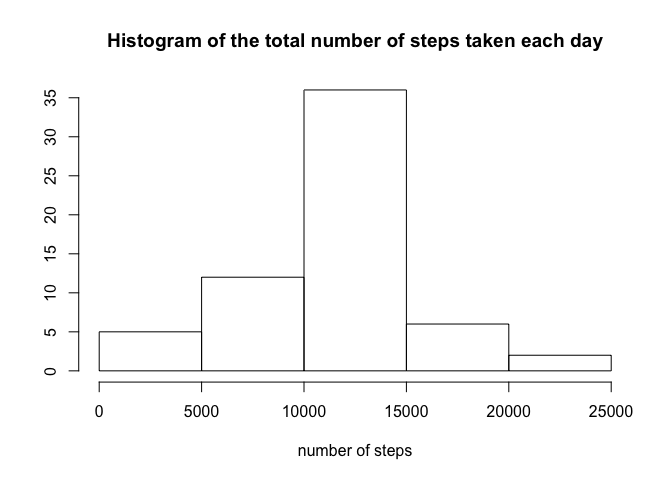 Histogram of the total number of steps taken each day
35
30
25
20
15
10
5
0
0 5000 10000 15000 20000 25000
number of steps